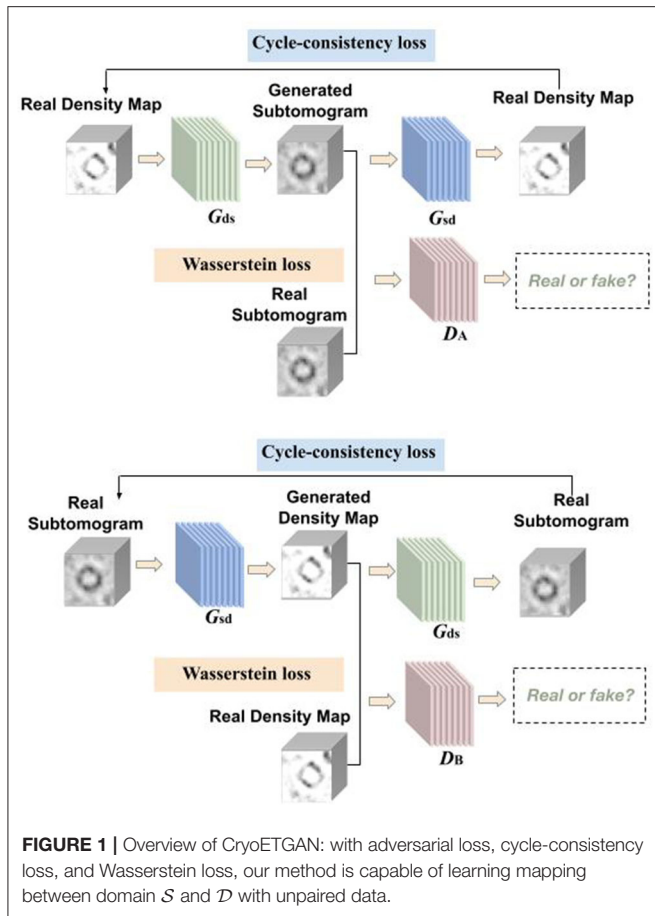 Cycle-consistency loss
Real Density Map
Generated
Subtomogram
Real Density Map
Gds
Gsd
Wasserstein loss
Real
Subtomogram
Real or fake?
DA
Cycle-consistency loss
Real
Subtomogram
Generated
Density Map
Real
Subtomogram
Gsd
Gds
Wasserstein loss
Real Density Map
Real or fake?
DB
FIGURE 1 | Overview of CryoETGAN: with adversarial loss, cycle-consistency
loss, and Wasserstein loss, our method is capable of learning mapping
between domain S and D with unpaired data.